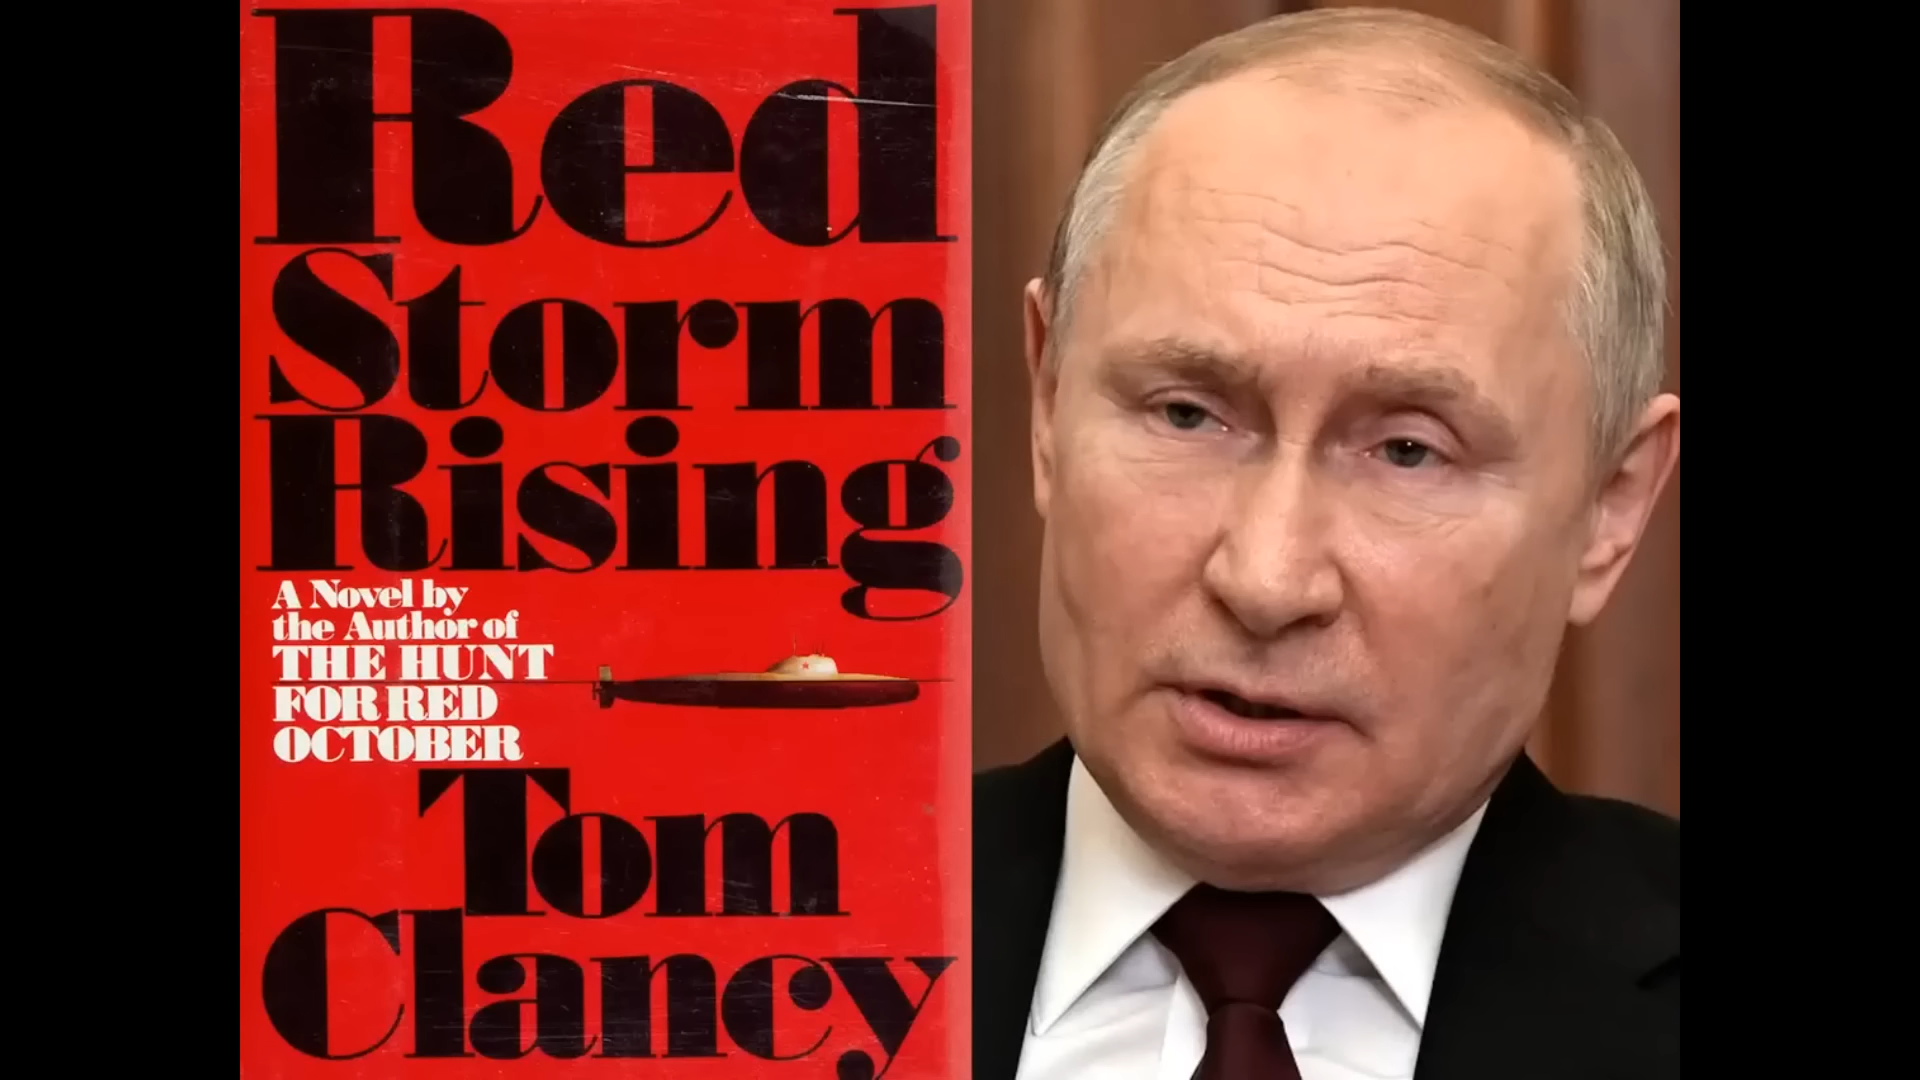 Red
Storm
Rising
A Novel by
the Author of
THE HUNT
FOR RED
OCTOBER
Tom
Clancy